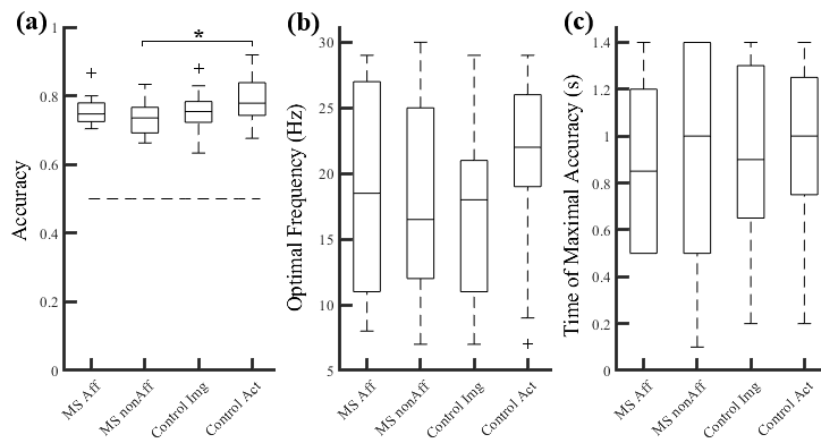 (a)
Accuracy
1
0.8
0.6
0.4
0.2
0
*
MS Aff
MS nonAff
Control Img
Control Act
(b)
Optimal Frequency (Hz)
30
25
20
15
10
5
MS Aff
MS nonAff
Control Img
Control Act
(c)
Time of Maximal Accuracy (s)
1.4
1.2
1
0.8
0.6
0.4
0.2
0
MS Aff
MS nonAff
Control Img
Control Act